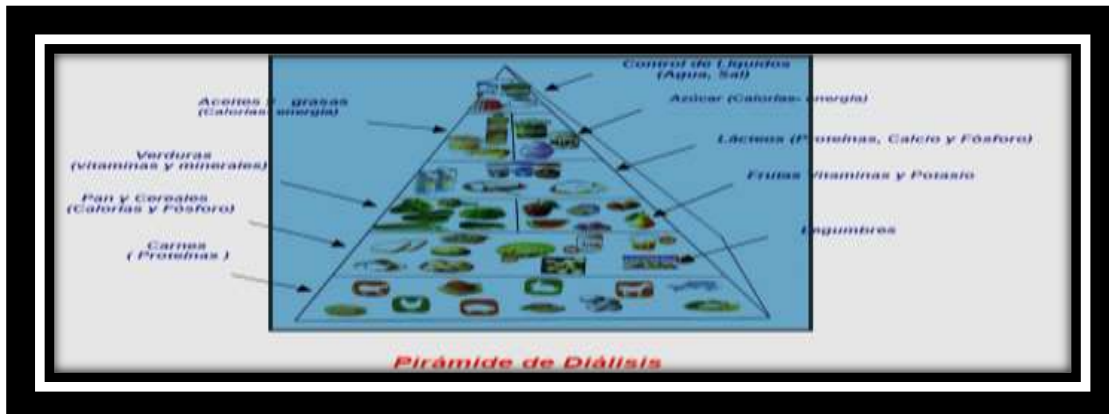 Control de Líquidos
(Agua, Sal)
Aceites y grasas
(Calorías- energía)
Azúcar (Calorías- energía)
Lácteos (Proteínas, Calcio y Fósforo)
Verduras
(vitaminas y minerales)
Frutas Vitaminas y Potasio
Pan y Cereales
(Calorías y Fósforo)
Legumbres
Carnes
( Proteínas )
Pirámide de Diálisis